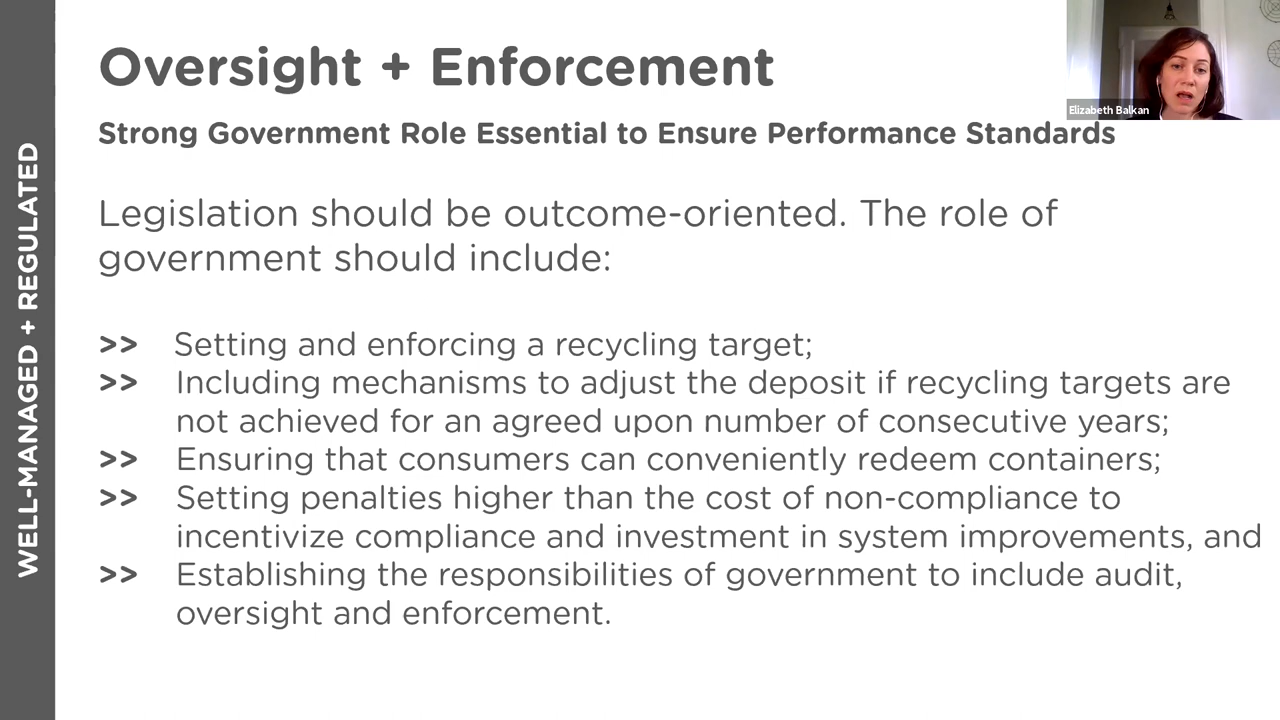 Oversight + Enforcement
Elizabeth Balkan
Strong Government Role Essential to Ensure Performance Standards
WELL-MANAGED + REGULATED
Legislation should be outcome-oriented. The role of
government should include:
>> Setting and enforcing a recycling target;
>> Including mechanisms to adjust the deposit if recycling targets are
not achieved for an agreed upon number of consecutive years;
>> Ensuring that consumers can conveniently redeem containers;
>> Setting penalties higher than the cost of non-compliance to
incentivize compliance and investment in system improvements, and
>> Establishing the responsibilities of government to include audit,
oversight and enforcement.